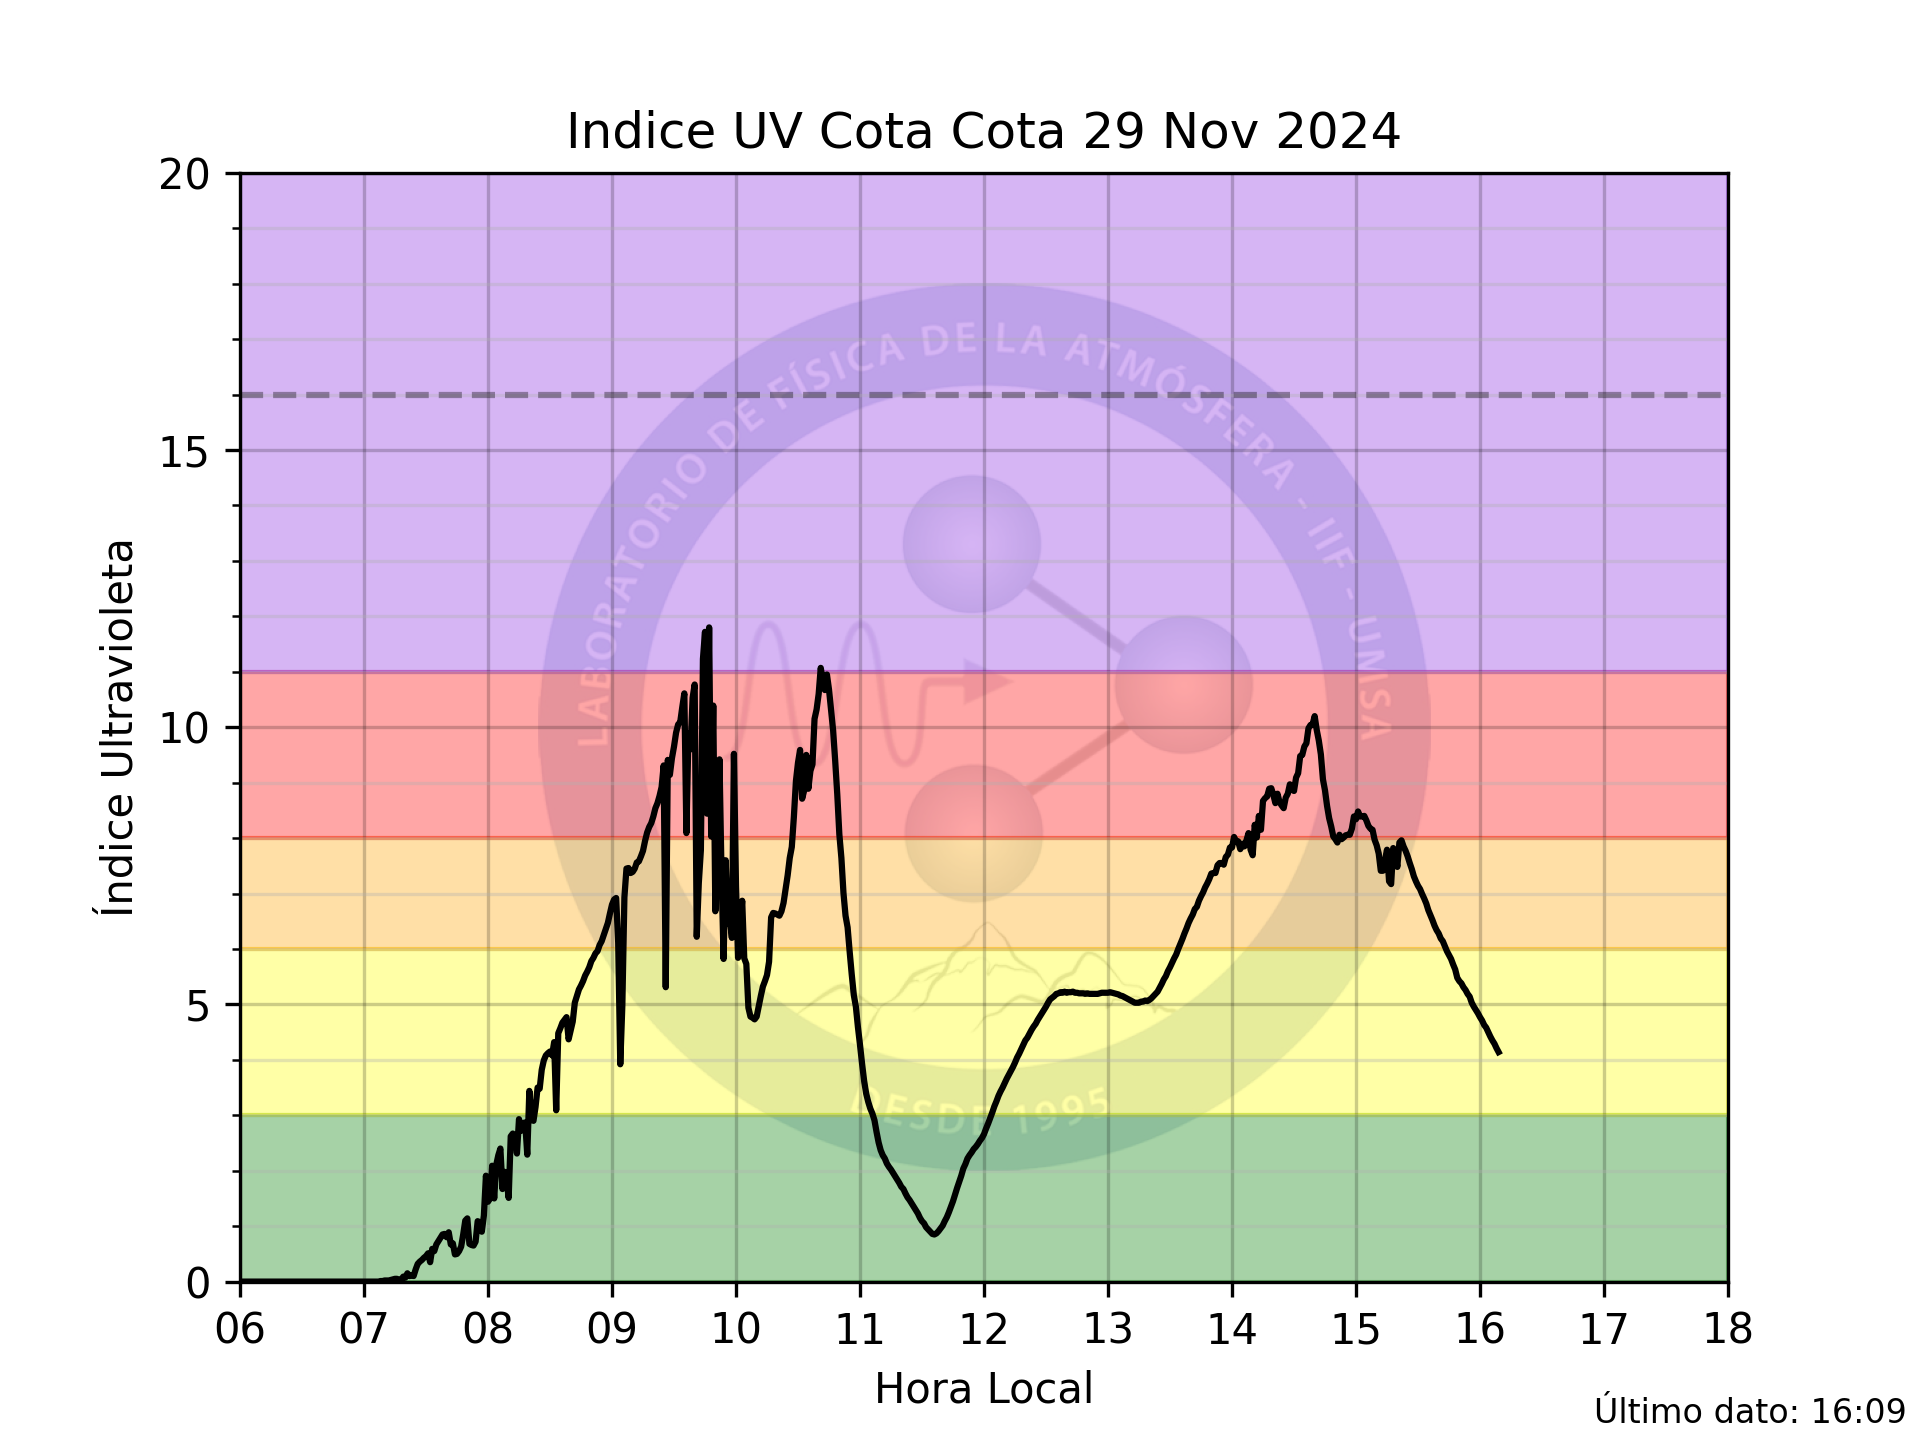 Indice UV Cota Cota 29 Nov 2024
20
15
10
5
0
Índice Ultravioleta
LABORATORIO DE FÍSICA DE LA ATMÓSFERA - IIF - UMSA
DESDE 1995
06 07 08 09 10 11 12 13 14 15 16 17 18
Hora Local
Último dato: 16:09